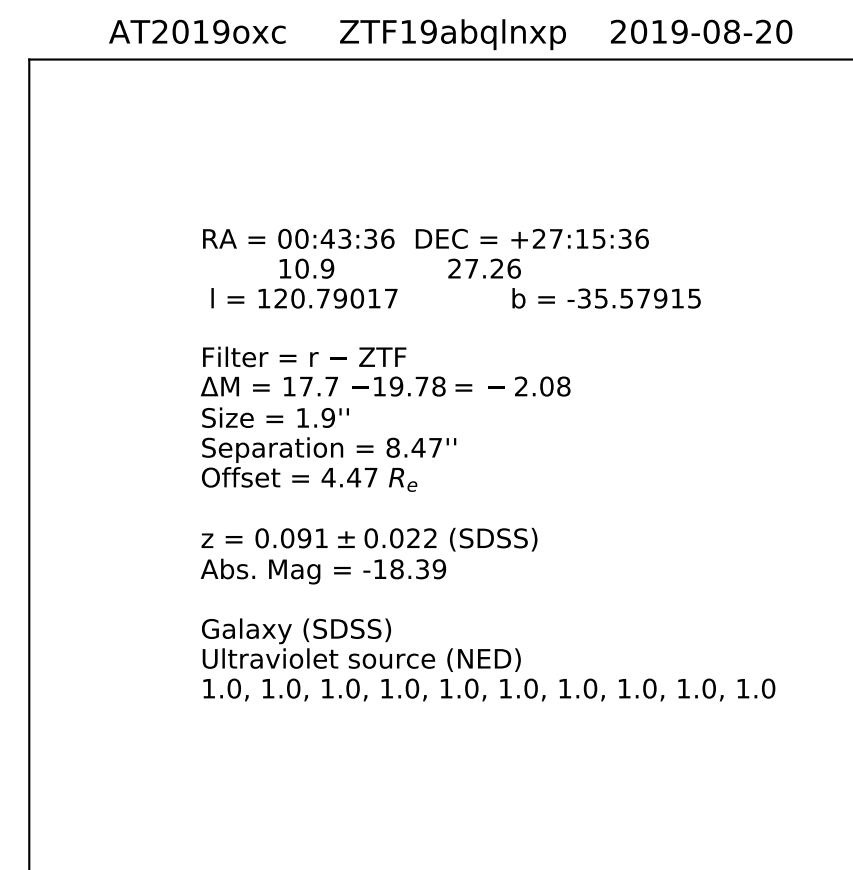 AT2019oxc ZTF19abqlnxp 2019-08-20
RA = 00:43:36 DEC = +27:15:36
10.9 27.26
l = 120.79017 b = -35.57915
Filter = r − ZTF
ΔM = 17.7 −19.78 = − 2.08
Size = 1.9''
Separation = 8.47''
Offset = 4.47 Rₑ
z = 0.091 ± 0.022 (SDSS)
Abs. Mag = -18.39
Galaxy (SDSS)
Ultraviolet source (NED)
1.0, 1.0, 1.0, 1.0, 1.0, 1.0, 1.0, 1.0, 1.0, 1.0